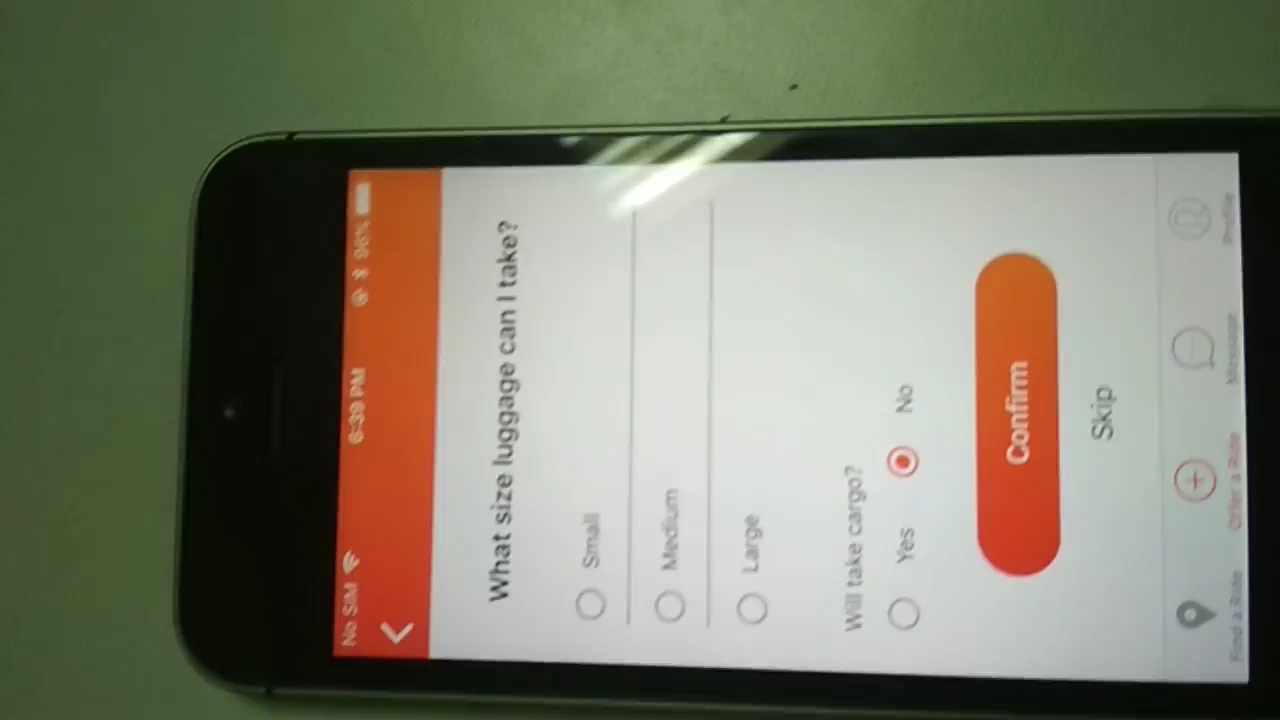 No SIM 6:39 PM 96%
What size luggage can I take?
Small
Medium
Large
Will take cargo?
Yes No
Confirm
Skip
Find a Ride Offer a Ride Message Profile